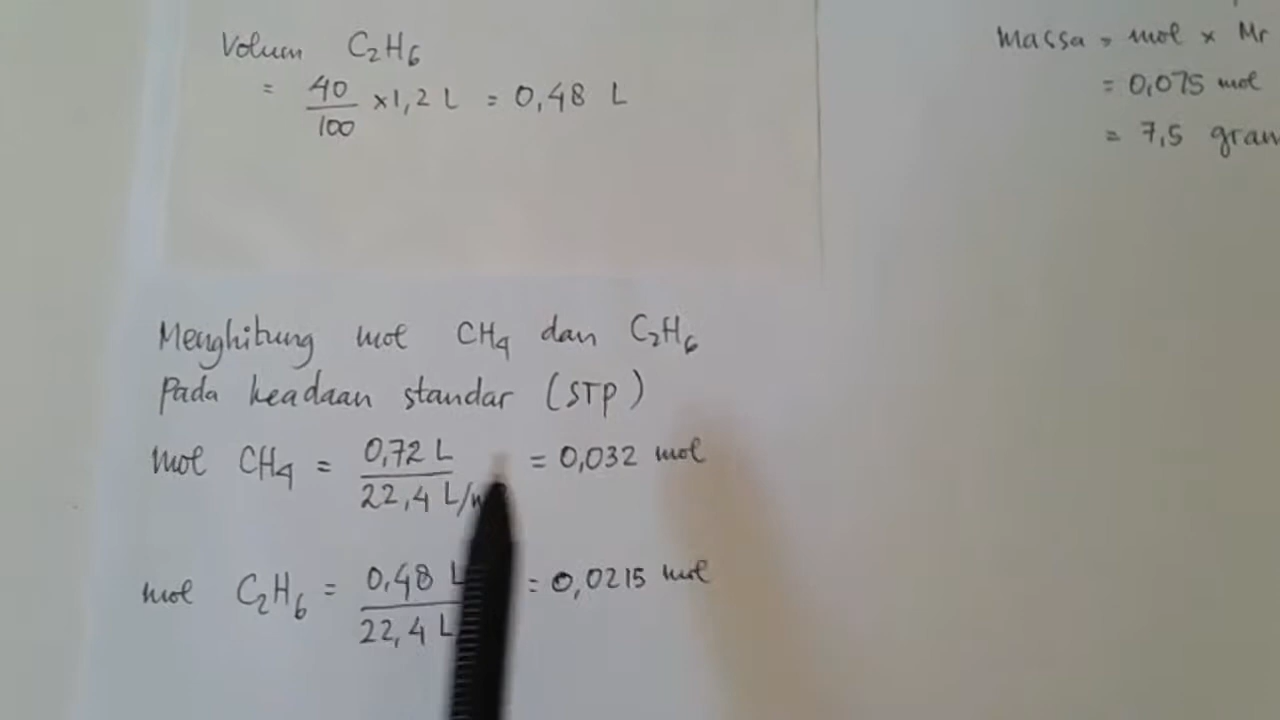 Volum C₂H₆
= 40/100 x 1,2 L = 0,48 L
Menghitung mol CH₄ dan C₂H₆
Pada keadaan standar (STP)
mol CH₄ = 0,72 L / 22,4 L/ = 0,032 mol
mol C₂H₆ = 0,48 L / 22,4 L = 0,0215 mol
Massa = mol x Mr
= 0,075 mol
= 7,5 gram